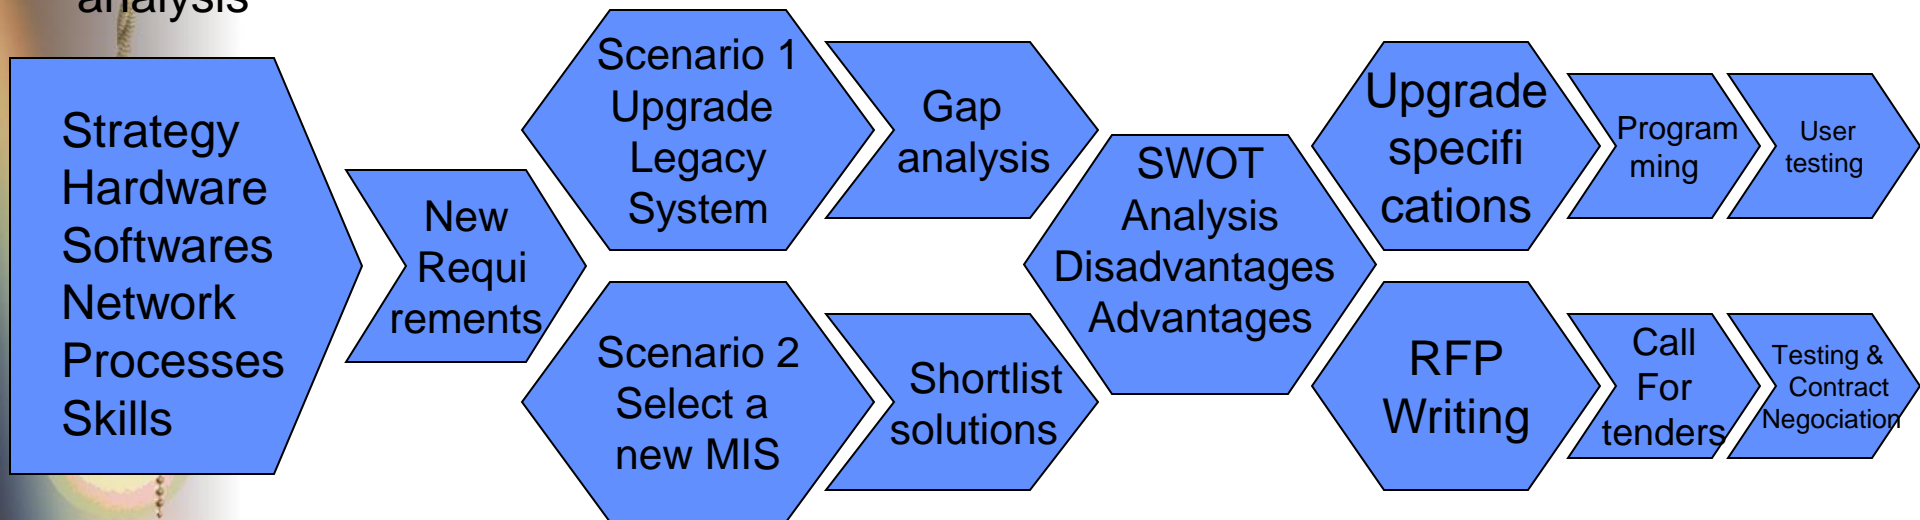 analysis
Strategy
Hardware
Softwares
Network
Processes
Skills
New
Requi
rements
Scenario 1
Upgrade
Legacy
System
Gap
analysis
Scenario 2
Select a
new MIS
Shortlist
solutions
SWOT
Analysis
Disadvantages
Advantages
Upgrade
specifi
cations
Program
ming
User
testing
RFP
Writing
Call
For
tenders
Testing &
Contract
Negociation